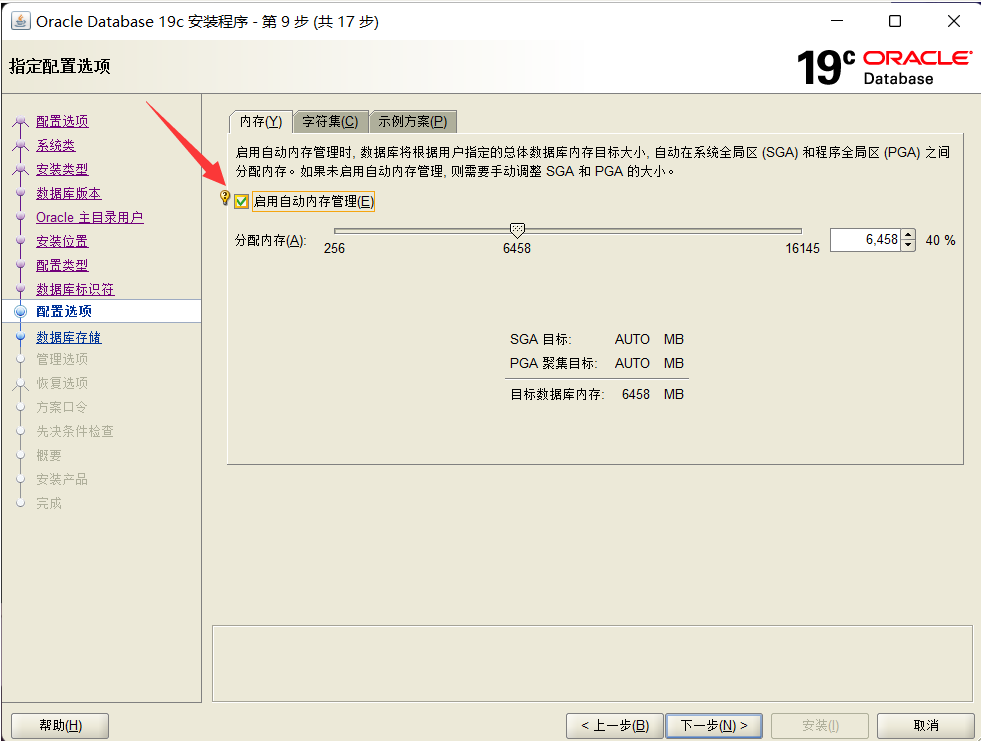 Oracle Database 19c 安装程序 - 第 9 步 (共 17 步)
指定配置选项
19c ORACLE
Database
配置选项
系统类
安装类型
数据库版本
Oracle 主目录用户
安装位置
配置类型
数据库标识符
配置选项
数据库存储
管理选项
恢复选项
方案口令
先决条件检查
概要
安装产品
完成
内存(Y) 字符集(C) 示例方案(P)
启用自动内存管理时, 数据库将根据用户指定的总体数据库内存目标大小, 自动在系统全局区 (SGA) 和程序全局区 (PGA) 之间
分配内存。如果未启用自动内存管理, 则需要手动调整 SGA 和 PGA 的大小。
启用自动内存管理(E)
分配内存(A): 6,458 40 %
256 6458 16145
SGA 目标: AUTO MB
PGA 聚集目标: AUTO MB
目标数据库内存: 6458 MB
帮助(H) < 上一步(B) 下一步(N) > 安装(I) 取消